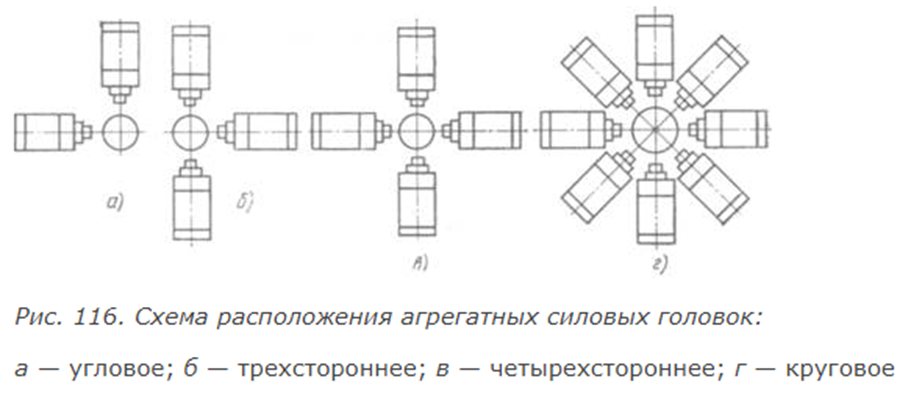 а) б) в) г)
Рис. 116. Схема расположения агрегатных силовых головок:
а — угловое; б — трехстороннее; в — четырехстороннее; г — круговое